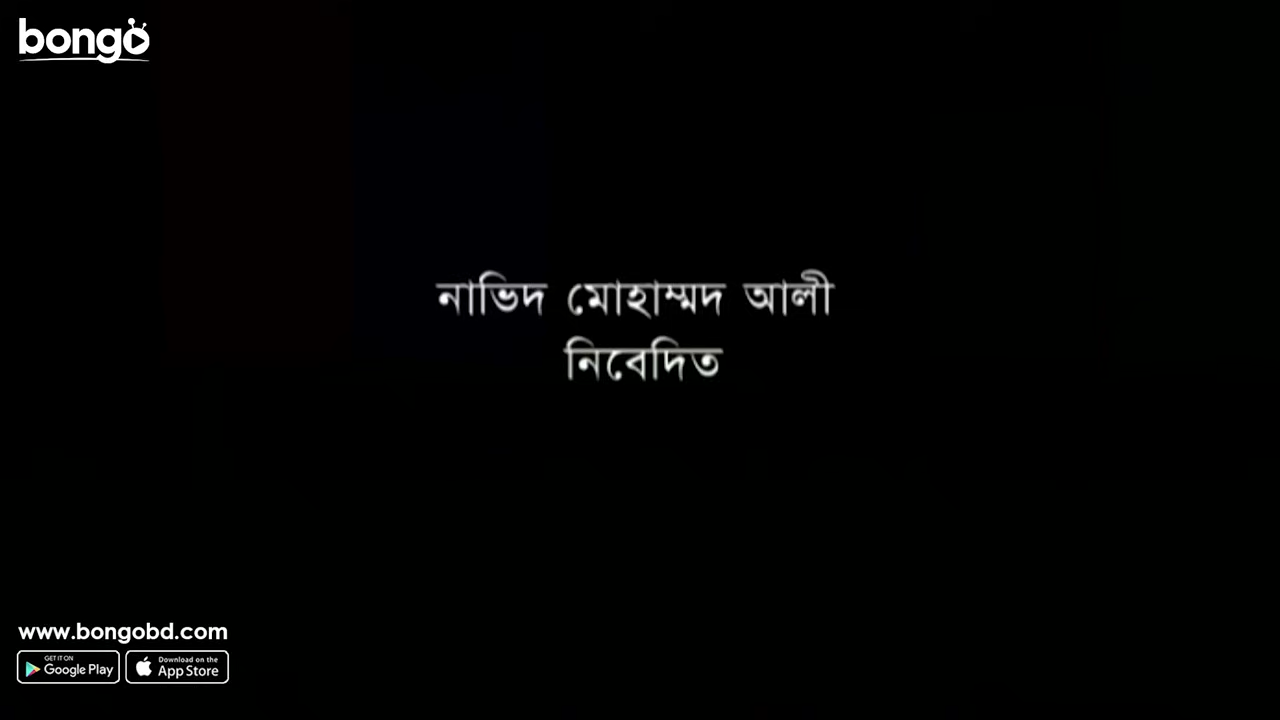 bongo
নাভিদ মোহাম্মদ আলী
নিবেদিত
www.bongobd.com
GET IT ON
Google Play
Download on the
App Store